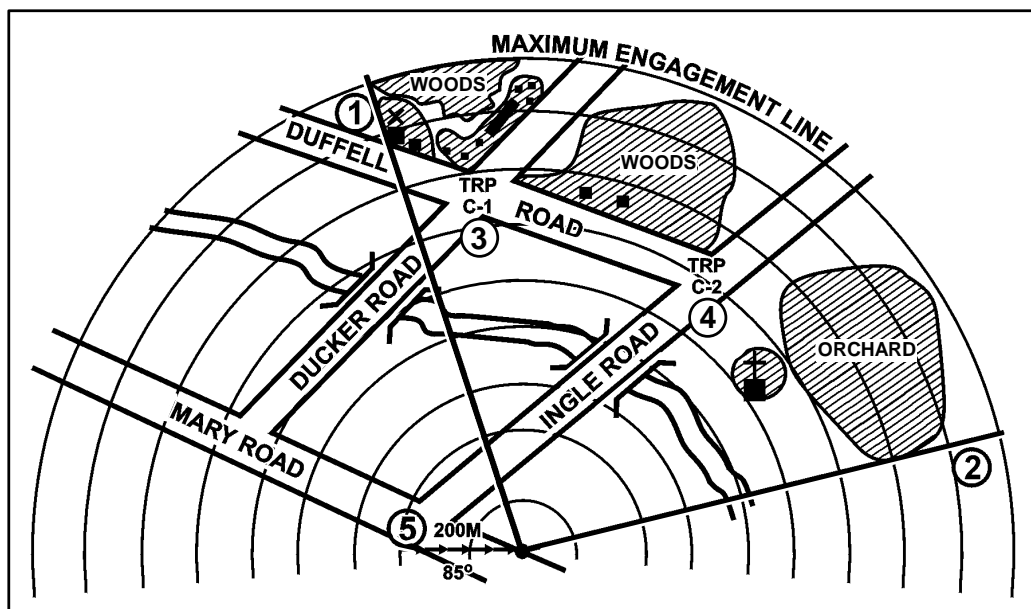 MAXIMUM ENGAGEMENT LINE
WOODS
1
DUFFELL
ROAD
WOODS
TRP
C-1
3
TRP
C-2
4
DUCKER ROAD
INGLE ROAD
ORCHARD
MARY ROAD
2
5
200M
85º